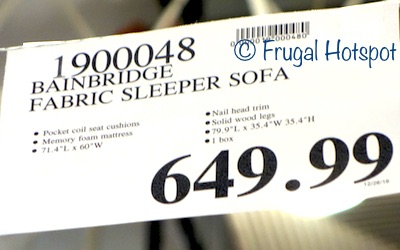 1900048
© Frugal Hotspot
BAINBRIDGE
FABRIC SLEEPER SOFA
• Pocket coil seat cushions
• Memory foam mattress
• 71.4"L x 60"W
• Nail head trim
• Solid wood legs
• 79.9"L x 35.4"W 35.4"H
• 1 box
649.99